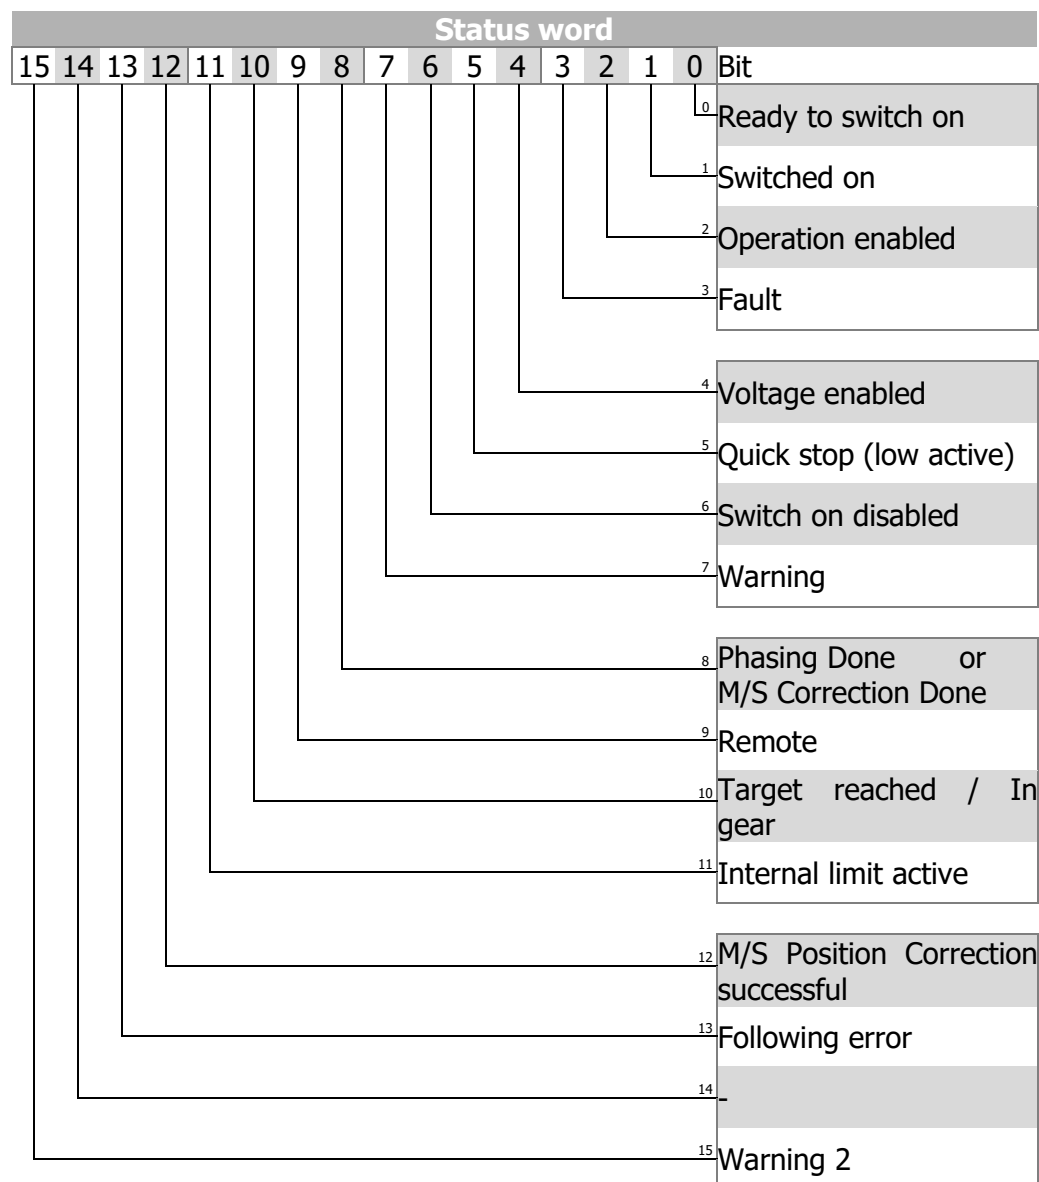 Status word
15 14 13 12 11 10 9 8 7 6 5 4 3 2 1 0 Bit
0 Ready to switch on
1 Switched on
2 Operation enabled
3 Fault
4 Voltage enabled
5 Quick stop (low active)
6 Switch on disabled
7 Warning
8 Phasing Done or
M/S Correction Done
9 Remote
10 Target reached / In
gear
11 Internal limit active
12 M/S Position Correction
successful
13 Following error
14 -
15 Warning 2